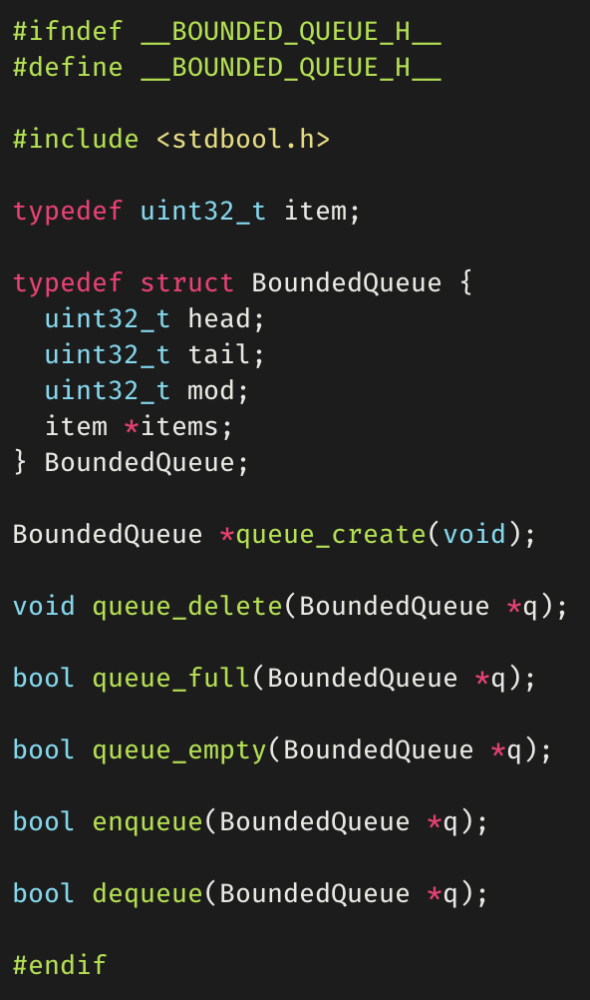 #ifndef __BOUNDED_QUEUE_H__
#define __BOUNDED_QUEUE_H__

#include <stdbool.h>

typedef uint32_t item;

typedef struct BoundedQueue {
  uint32_t head;
  uint32_t tail;
  uint32_t mod;
  item *items;
} BoundedQueue;

BoundedQueue *queue_create(void);

void queue_delete(BoundedQueue *q);

bool queue_full(BoundedQueue *q);

bool queue_empty(BoundedQueue *q);

bool enqueue(BoundedQueue *q);

bool dequeue(BoundedQueue *q);

#endif